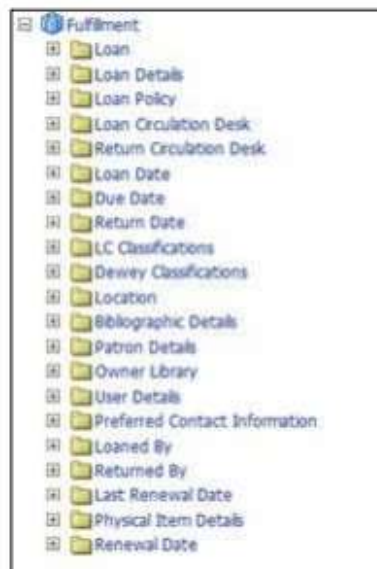 Fulfillment
Loan
Loan Details
Loan Policy
Loan Circulation Desk
Return Circulation Desk
Loan Date
Due Date
Return Date
LC Classifications
Dewey Classifications
Location
Bibliographic Details
Patron Details
Owner Library
User Details
Preferred Contact Information
Loaned By
Returned By
Last Renewal Date
Physical Item Details
Renewal Date